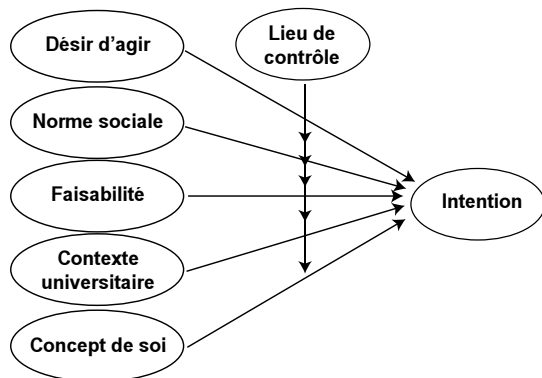 Désir d'agir
Lieu de
contrôle
Norme sociale
Faisabilité
Intention
Contexte
universitaire
Concept de soi